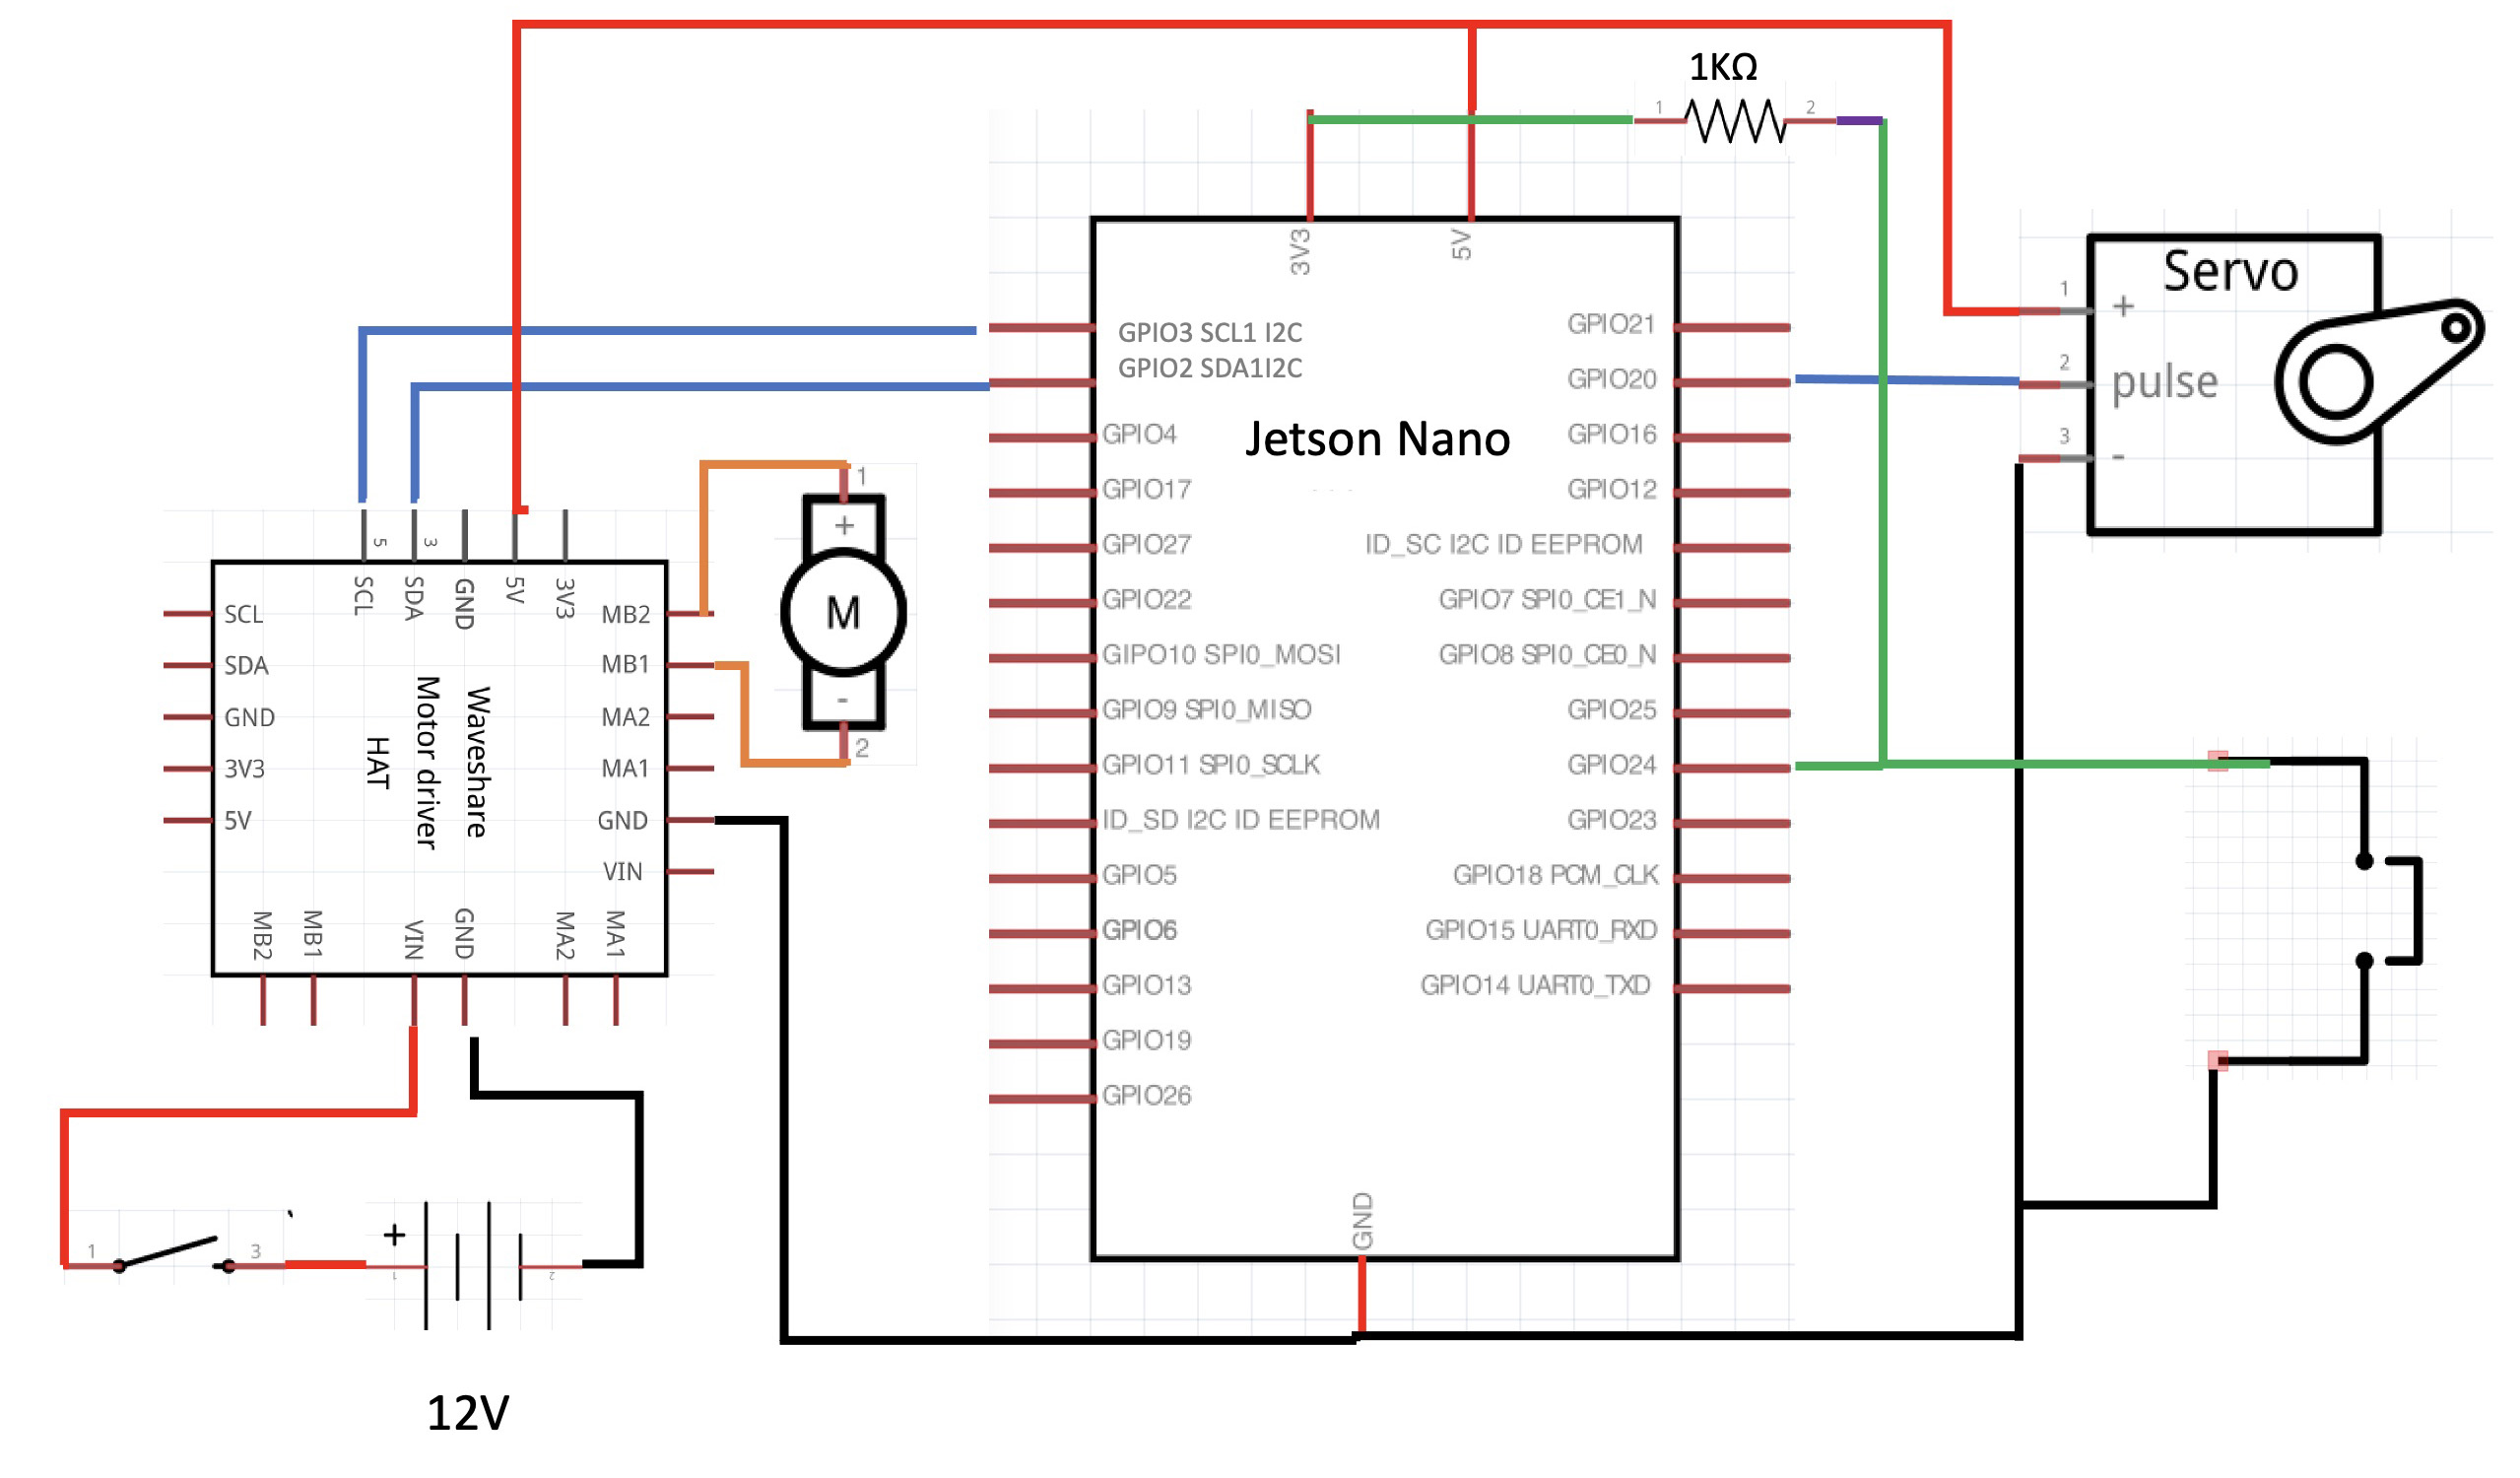 1KΩ
1
2
3V3
5V
Servo
1
+
2
pulse
3
-
GPIO3 SCL1 I2C
GPIO2 SDA1I2C
GPIO4
GPIO17
GPIO27
GPIO22
GIPO10 SPI0_MOSI
GPIO9 SPI0_MISO
GPIO11 SPI0_SCLK
ID_SD I2C ID EEPROM
GPIO5
GPIO6
GPIO13
GPIO19
GPIO26
Jetson Nano
GPIO21
GPIO20
GPIO16
GPIO12
ID_SC I2C ID EEPROM
GPIO7 SPI0_CE1_N
GPIO8 SPI0_CE0_N
GPIO25
GPIO24
GPIO23
GPIO18 PCM_CLK
GPIO15 UART0_RXD
GPIO14 UART0_TXD
GND
1
+
M
-
2
5
3
SCL
SDA
GND
5V
3V3
SCL
SDA
GND
3V3
5V
Waveshare
Motor driver
HAT
MB2
MB1
MA2
MA1
GND
VIN
MB2
MB1
VIN
GND
MA2
MA1
1
3
+
1
2
12V